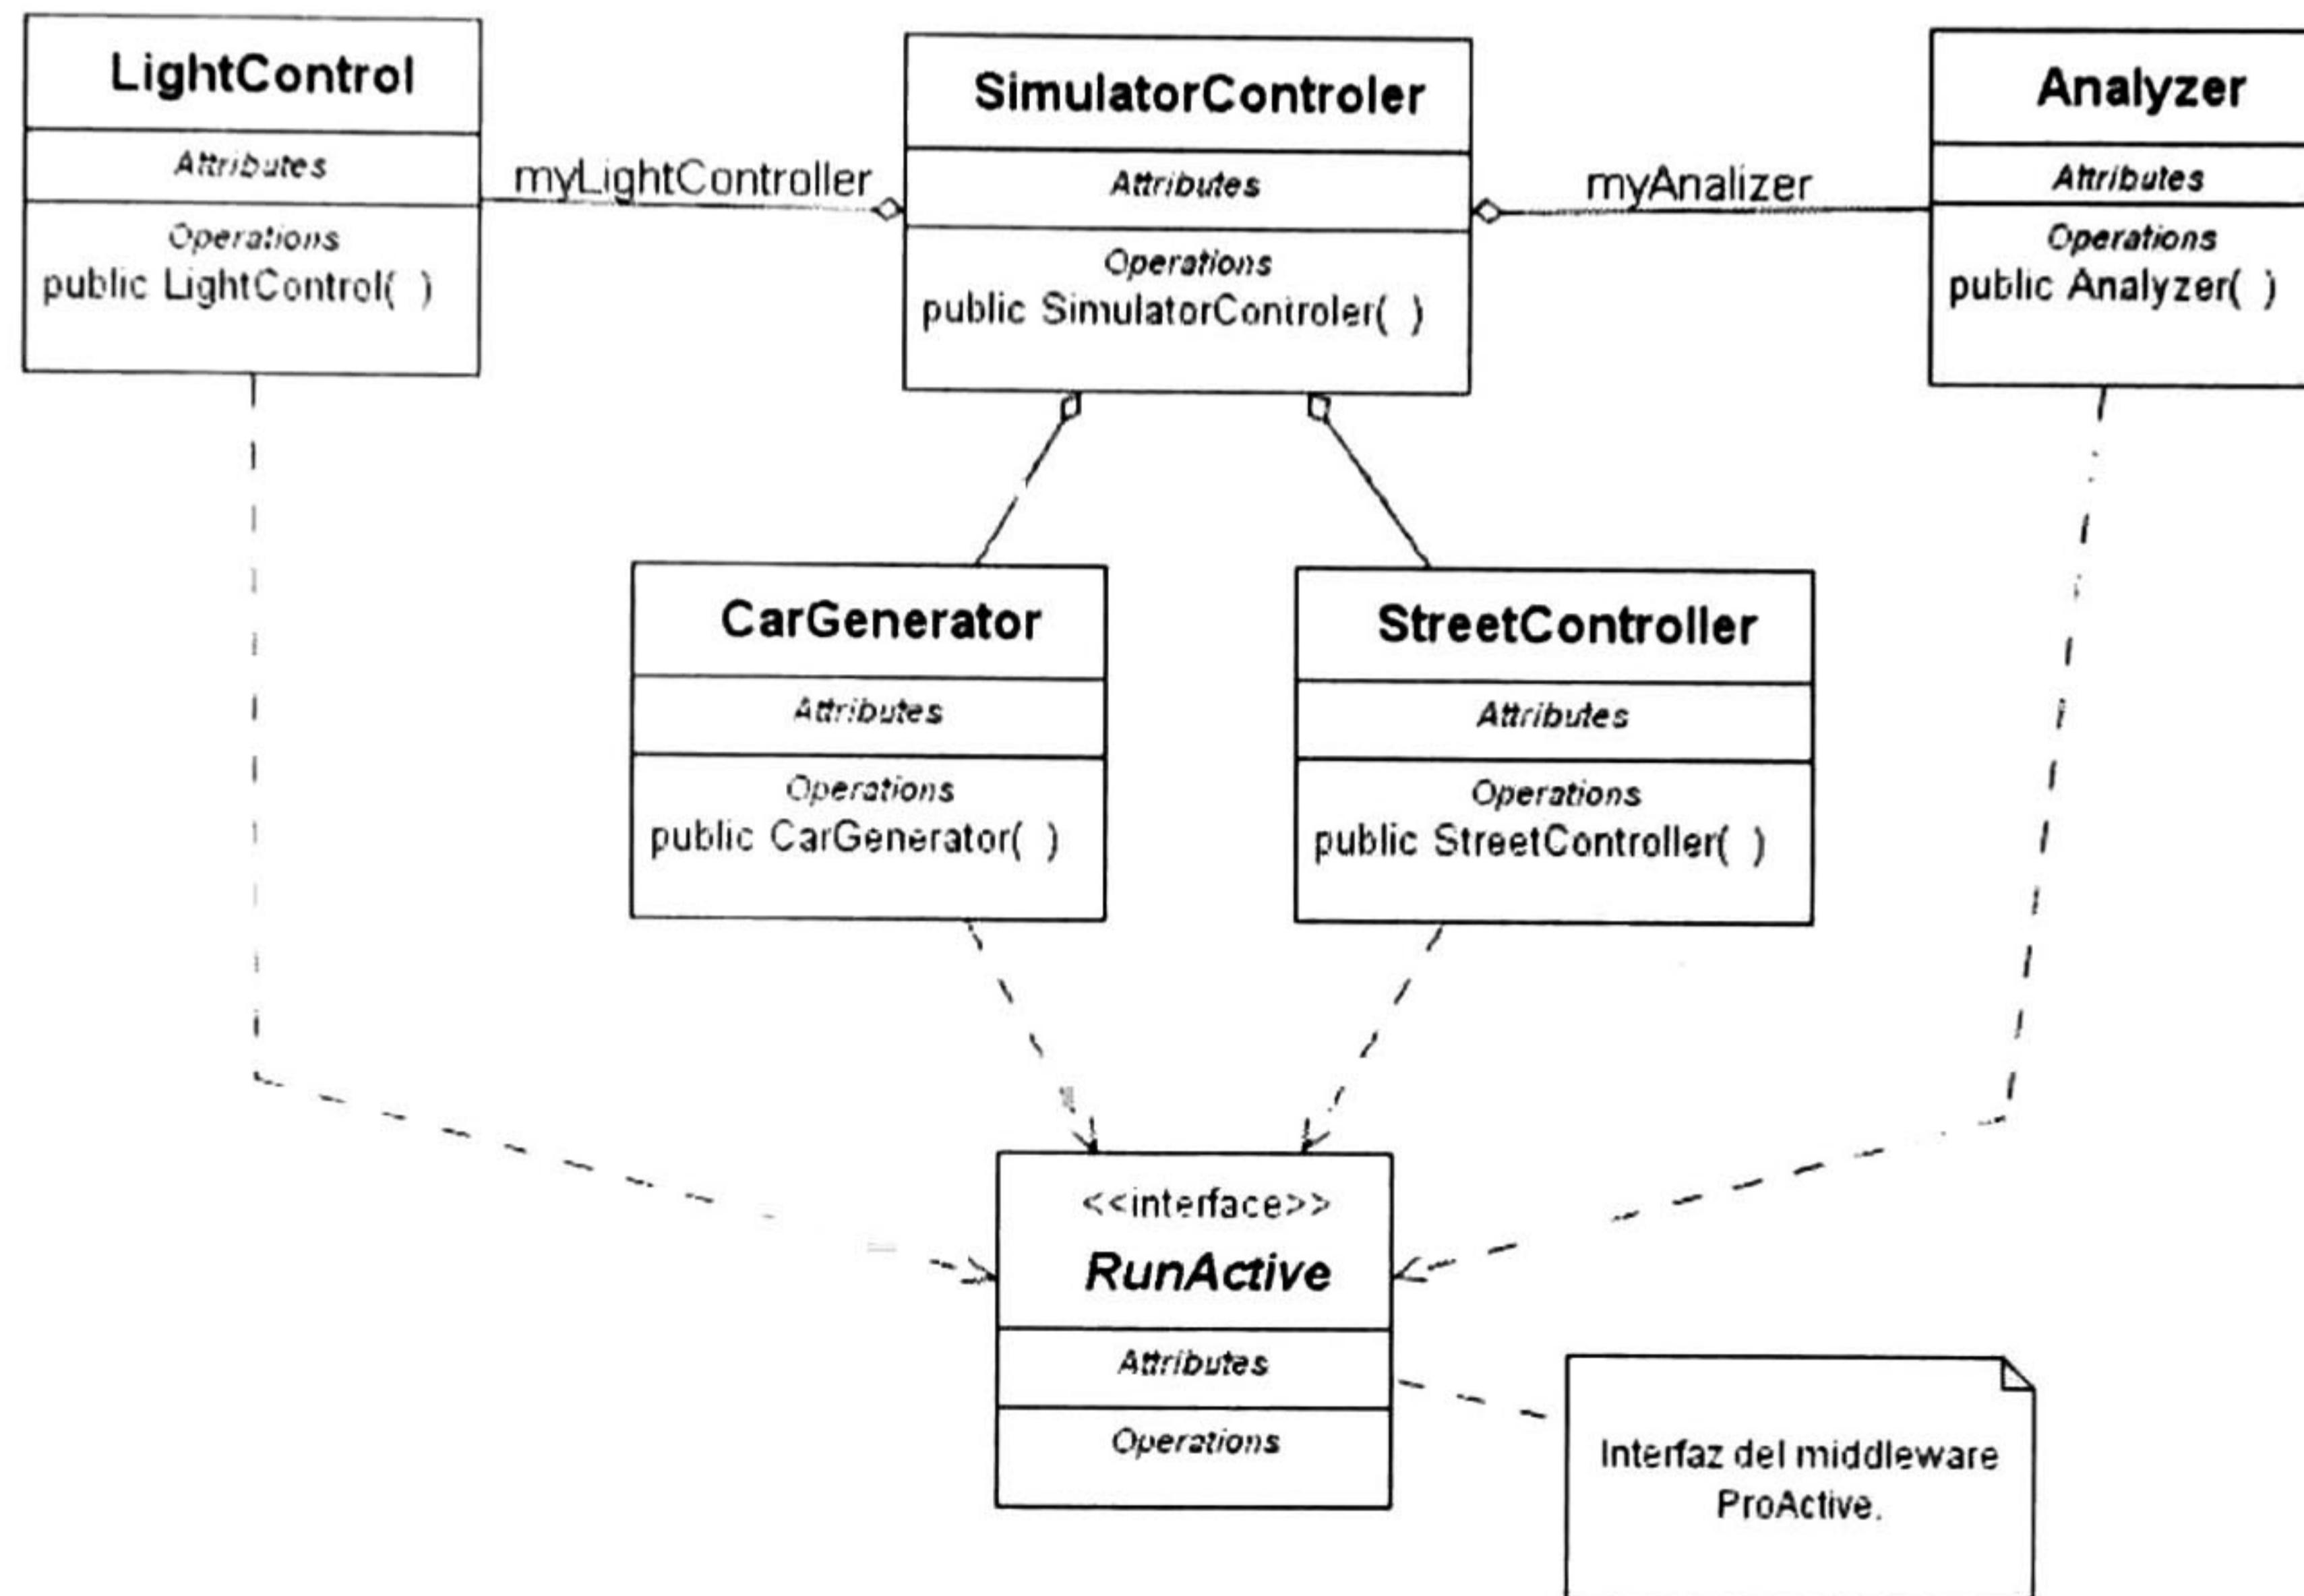 LightControl
Attributes
Operations
public LightControl( )
myLightController
SimulatorControler
Attributes
Operations
public SimulatorControler( )
myAnalizer
Analyzer
Attributes
Operations
public Analyzer( )
CarGenerator
Attributes
Operations
public CarGenerator( )
StreetController
Attributes
Operations
public StreetController( )
<<interface>>
RunActive
Attributes
Operations
Interfaz del middleware
ProActive.